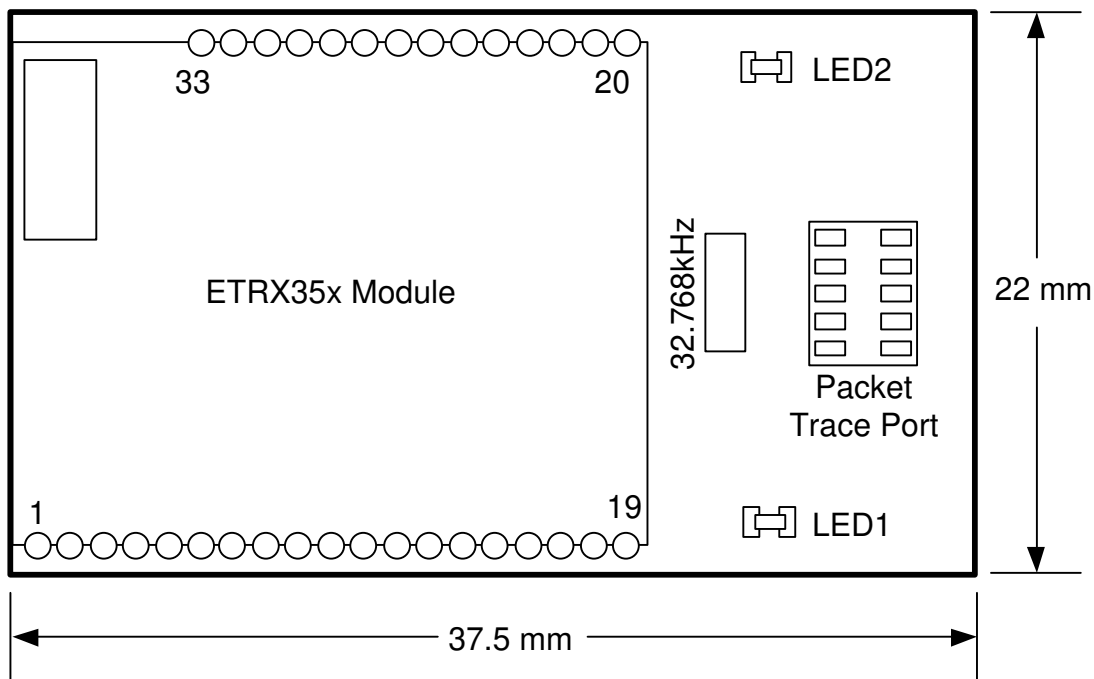 33
20
LED2
ETRX35x Module
32.768kHz
22 mm
Packet
Trace Port
1
19
LED1
37.5 mm